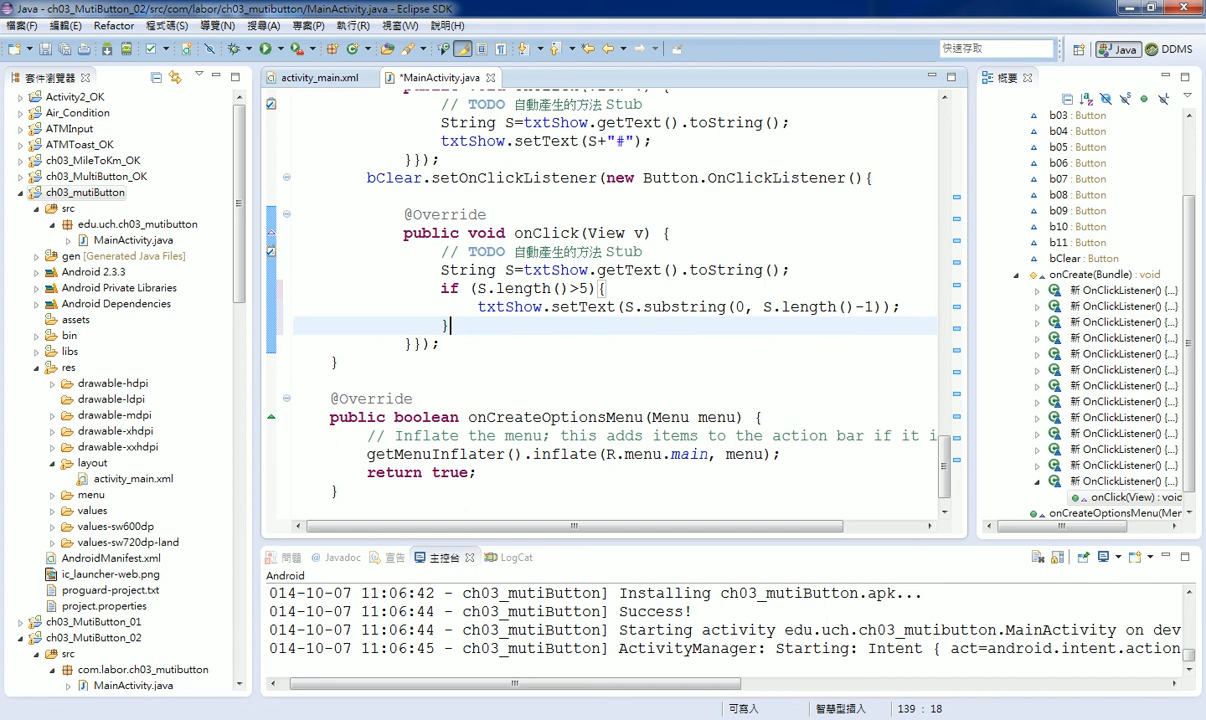 Java - ch03_MutiButton_02/src/com/labor/ch03_mutibutton/MainActivity.java - Eclipse SDK
檔案(F) 編輯(E) Refactor 程式碼(S) 導覽(N) 搜尋(A) 專案(P) 執行(R) 視窗(W) 說明(H)
快速存取 Java DDMS
套件瀏覽器
Activity2_OK
Air_Condition
ATMInput
ATMToast_OK
ch03_MileToKm_OK
ch03_MultiButton_OK
ch03_mutiButton
src
edu.uch.ch03_mutibutton
MainActivity.java
gen [Generated Java Files]
Android 2.3.3
Android Private Libraries
Android Dependencies
assets
bin
libs
res
drawable-hdpi
drawable-ldpi
drawable-mdpi
drawable-xhdpi
drawable-xxhdpi
layout
activity_main.xml
menu
values
values-sw600dp
values-sw720dp-land
AndroidManifest.xml
ic_launcher-web.png
proguard-project.txt
project.properties
ch03_MutiButton_01
ch03_MutiButton_02
src
com.labor.ch03_mutibutton
MainActivity.java
activity_main.xml *MainActivity.java
public void onClick(View v) {
// TODO 自動產生的方法 Stub
String S=txtShow.getText().toString();
txtShow.setText(S+"#");
}});
bClear.setOnClickListener(new Button.OnClickListener(){
@Override
public void onClick(View v) {
// TODO 自動產生的方法 Stub
String S=txtShow.getText().toString();
if (S.length()>5){
txtShow.setText(S.substring(0, S.length()-1));
}
}});
}
@Override
public boolean onCreateOptionsMenu(Menu menu) {
// Inflate the menu; this adds items to the action bar if it i
getMenuInflater().inflate(R.menu.main, menu);
return true;
}
概要
b03 : Button
b04 : Button
b05 : Button
b06 : Button
b07 : Button
b08 : Button
b09 : Button
b10 : Button
b11 : Button
bClear : Button
onCreate(Bundle) : void
新 OnClickListener() {...}
新 OnClickListener() {...}
新 OnClickListener() {...}
新 OnClickListener() {...}
新 OnClickListener() {...}
新 OnClickListener() {...}
新 OnClickListener() {...}
新 OnClickListener() {...}
新 OnClickListener() {...}
新 OnClickListener() {...}
新 OnClickListener() {...}
新 OnClickListener() {...}
新 OnClickListener() {...}
onClick(View) : void
onCreateOptionsMenu(Men
問題 Javadoc 宣告 主控台 LogCat
Android
014-10-07 11:06:42 - ch03_mutiButton] Installing ch03_mutiButton.apk...
014-10-07 11:06:44 - ch03_mutiButton] Success!
014-10-07 11:06:44 - ch03_mutiButton] Starting activity edu.uch.ch03_mutibutton.MainActivity on dev
014-10-07 11:06:45 - ch03_mutiButton] ActivityManager: Starting: Intent { act=android.intent.action
可寫入 智慧型插入 139 : 18